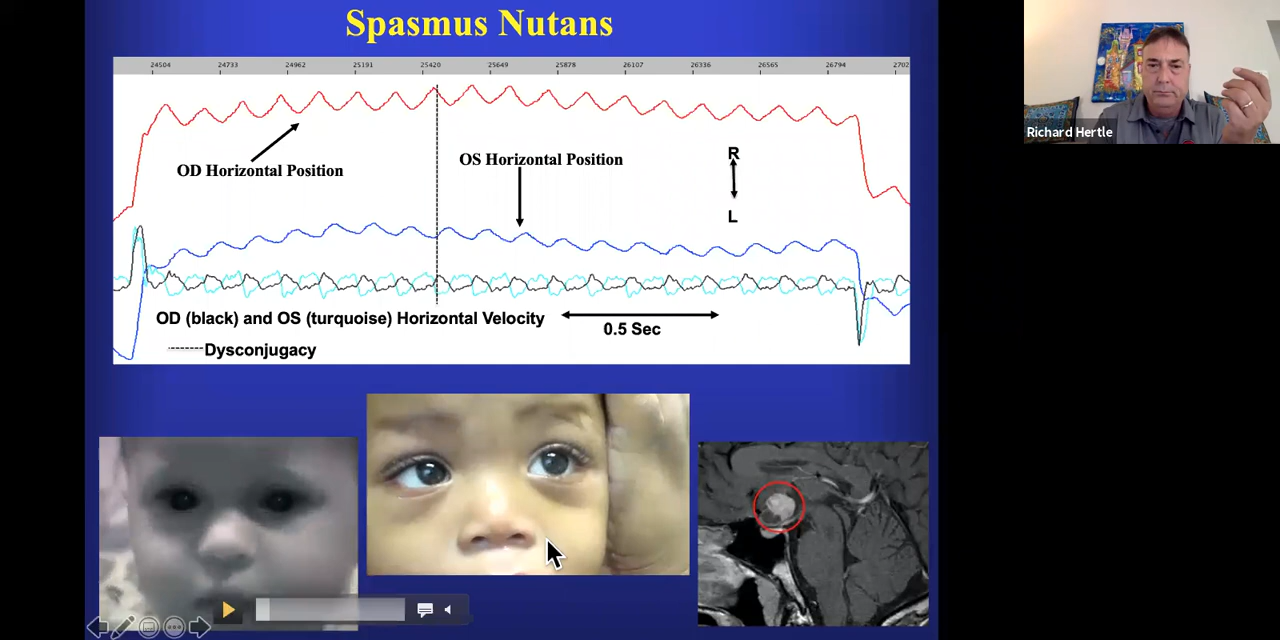 Spasmus Nutans
24504 24733 24962 25191 25420 25649 25878 26107 26336 26565 26794 2702
OD Horizontal Position
OS Horizontal Position
R
L
OD (black) and OS (turquoise) Horizontal Velocity
0.5 Sec
Dysconjugacy
Richard Hertle